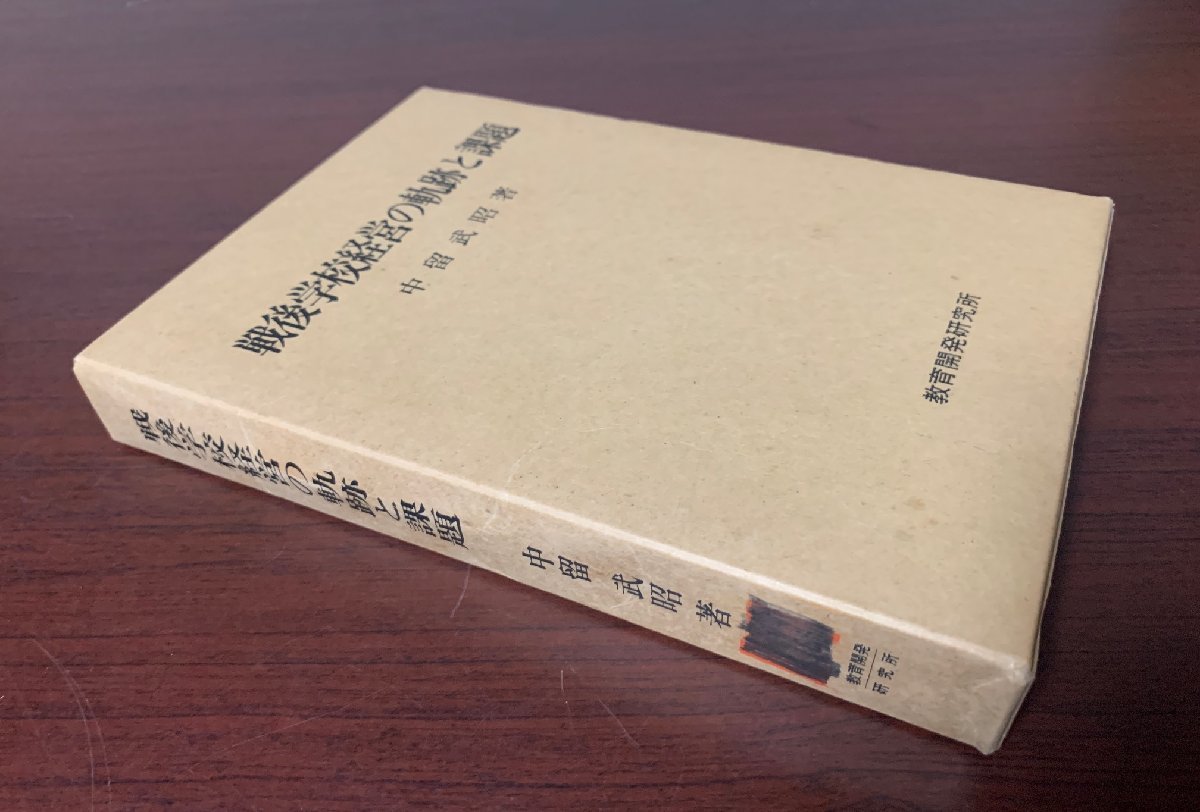 戦後学校経営の軌跡と課題
中留武昭著
教育開発研究所
戦後学校経営の軌跡と課題
中留武昭著
教育開発
研究所